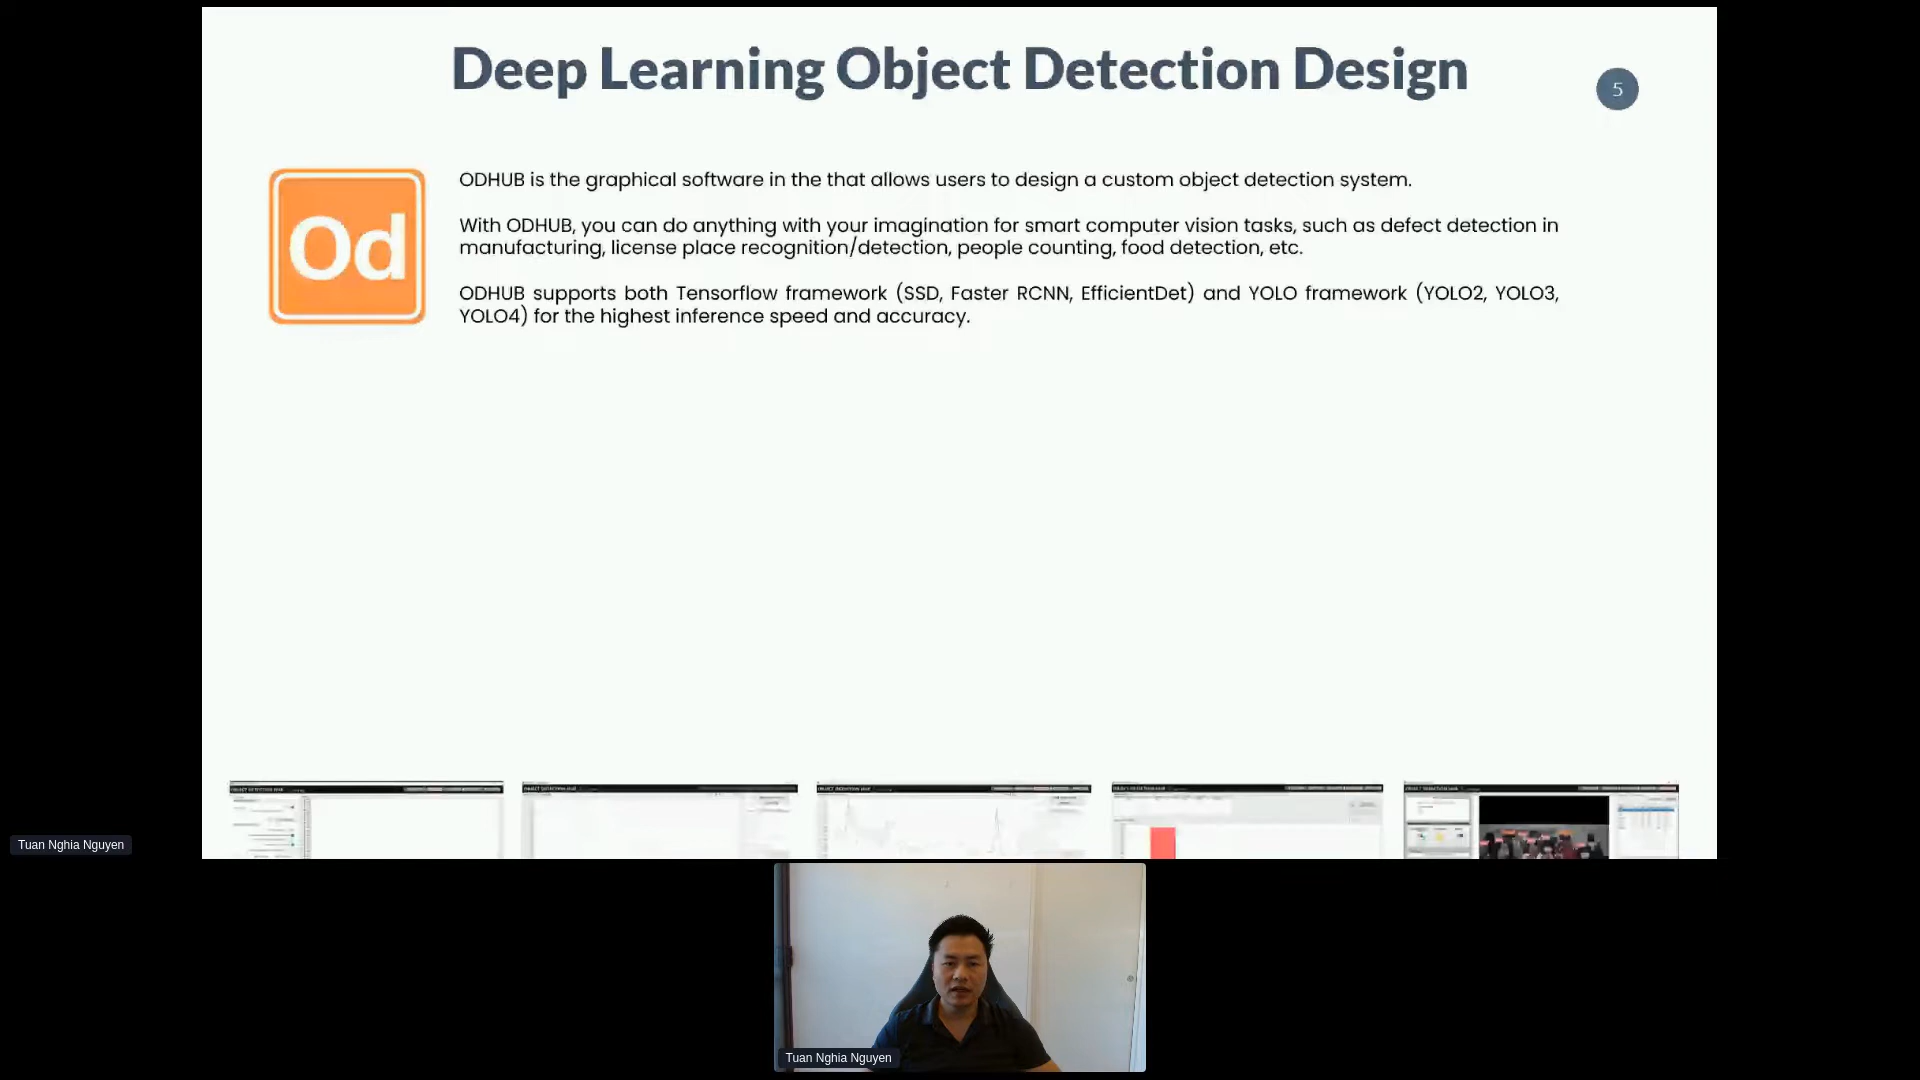 Deep Learning Object Detection Design
5
Od
ODHUB is the graphical software in the that allows users to design a custom object detection system.
With ODHUB, you can do anything with your imagination for smart computer vision tasks, such as defect detection in
manufacturing, license place recognition/detection, people counting, food detection, etc.
ODHUB supports both Tensorflow framework (SSD, Faster RCNN, EfficientDet) and YOLO framework (YOLO2, YOLO3,
YOLO4) for the highest inference speed and accuracy.
Tuan Nghia Nguyen
Tuan Nghia Nguyen